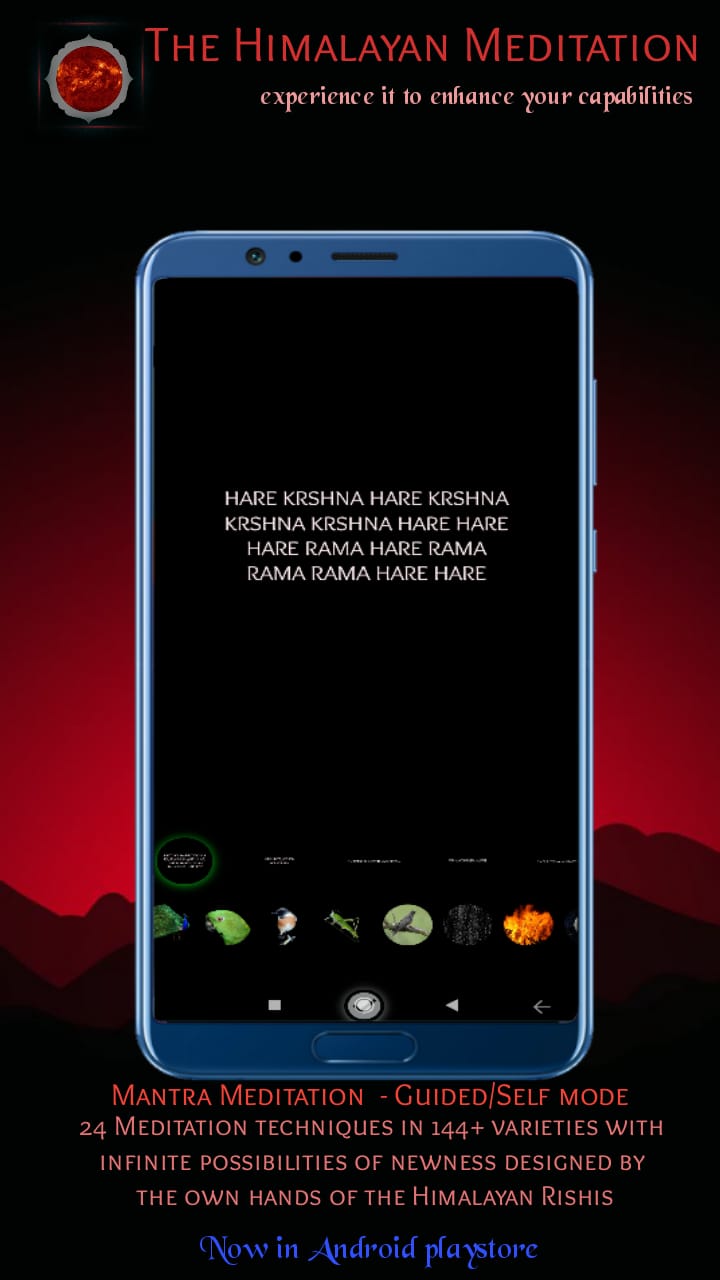 The Himalayan Meditation
experience it to enhance your capabilities
HARE KRSHNA HARE KRSHNA
KRSHNA KRSHNA HARE HARE
HARE RAMA HARE RAMA
RAMA RAMA HARE HARE
Mantra Meditation - Guided/Self mode
24 Meditation techniques in 144+ varieties with
infinite possibilities of newness designed by
the own hands of the Himalayan Rishis
Now in Android playstore